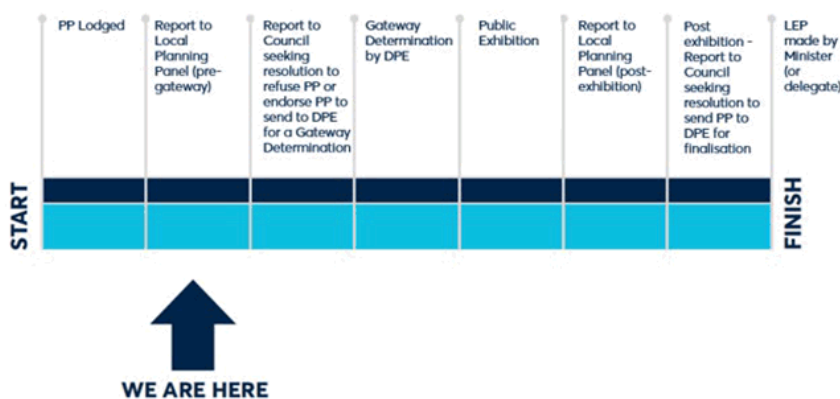 PP Lodged
Report to
Local
Planning
Panel (pre-
gateway)
Report to
Council
seeking
resolution to
refuse PP or
endorse PP to
send to DPE
for a Gateway
Determination
Gateway
Determination
by DPE
Public
Exhibition
Report to
Local
Planning
Panel (post-
exhibition)
Post
exhibition -
Report to
Council
seeking
resolution to
send PP to
DPE for
finalisation
LEP
made by
Minister
(or
delegate)
START
FINISH
WE ARE HERE